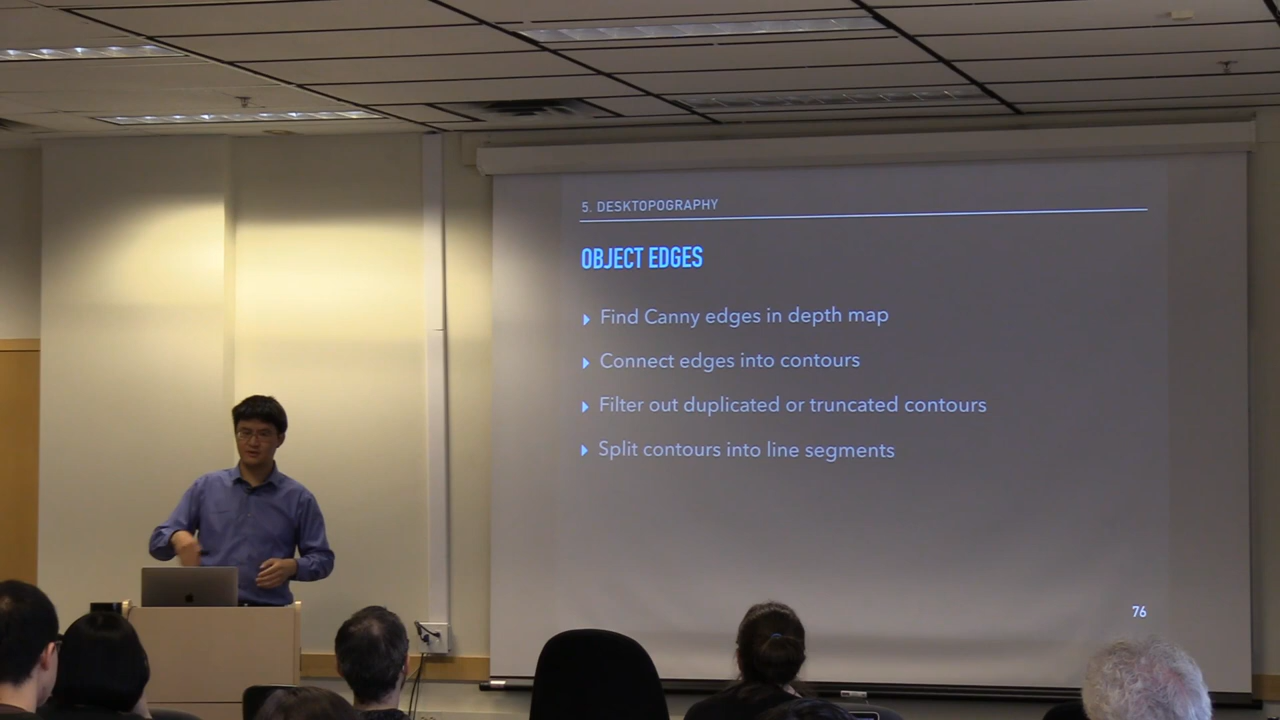 5. DESKTOPOGRAPHY
OBJECT EDGES
Find Canny edges in depth map
Connect edges into contours
Filter out duplicated or truncated contours
Split contours into line segments
76